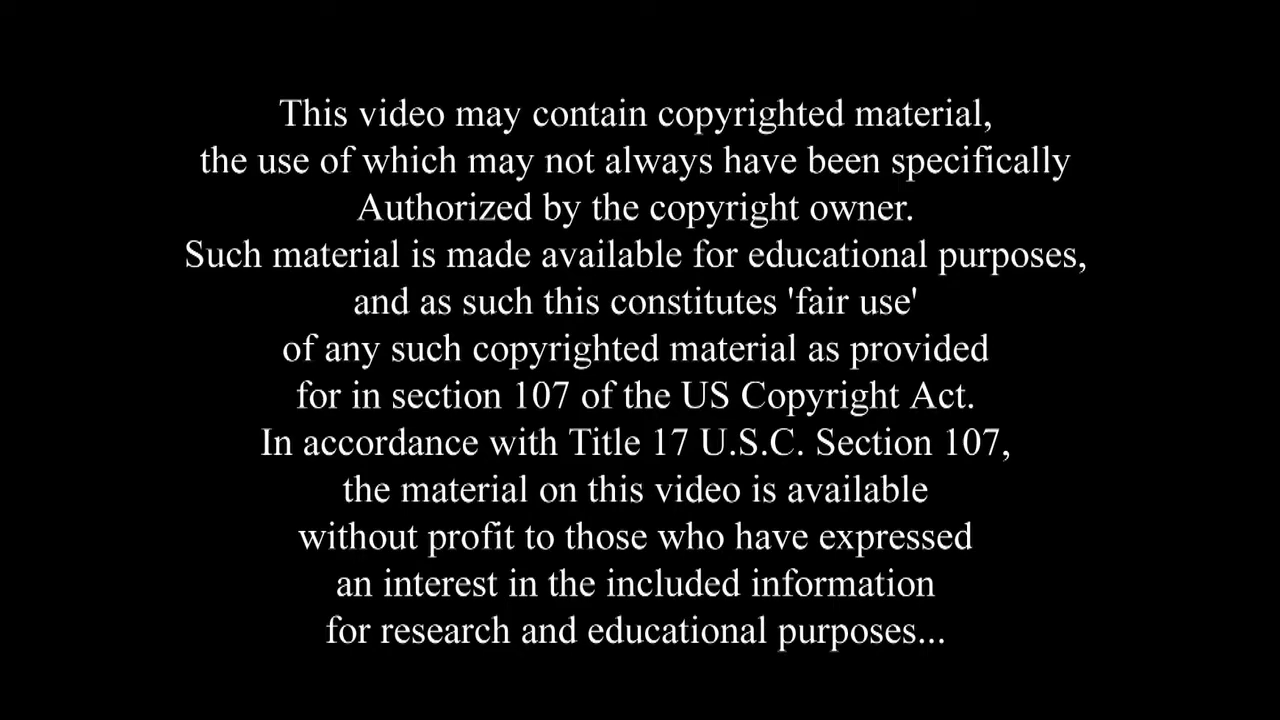 This video may contain copyrighted material,
the use of which may not always have been specifically
Authorized by the copyright owner.
Such material is made available for educational purposes,
and as such this constitutes 'fair use'
of any such copyrighted material as provided
for in section 107 of the US Copyright Act.
In accordance with Title 17 U.S.C. Section 107,
the material on this video is available
without profit to those who have expressed
an interest in the included information
for research and educational purposes...